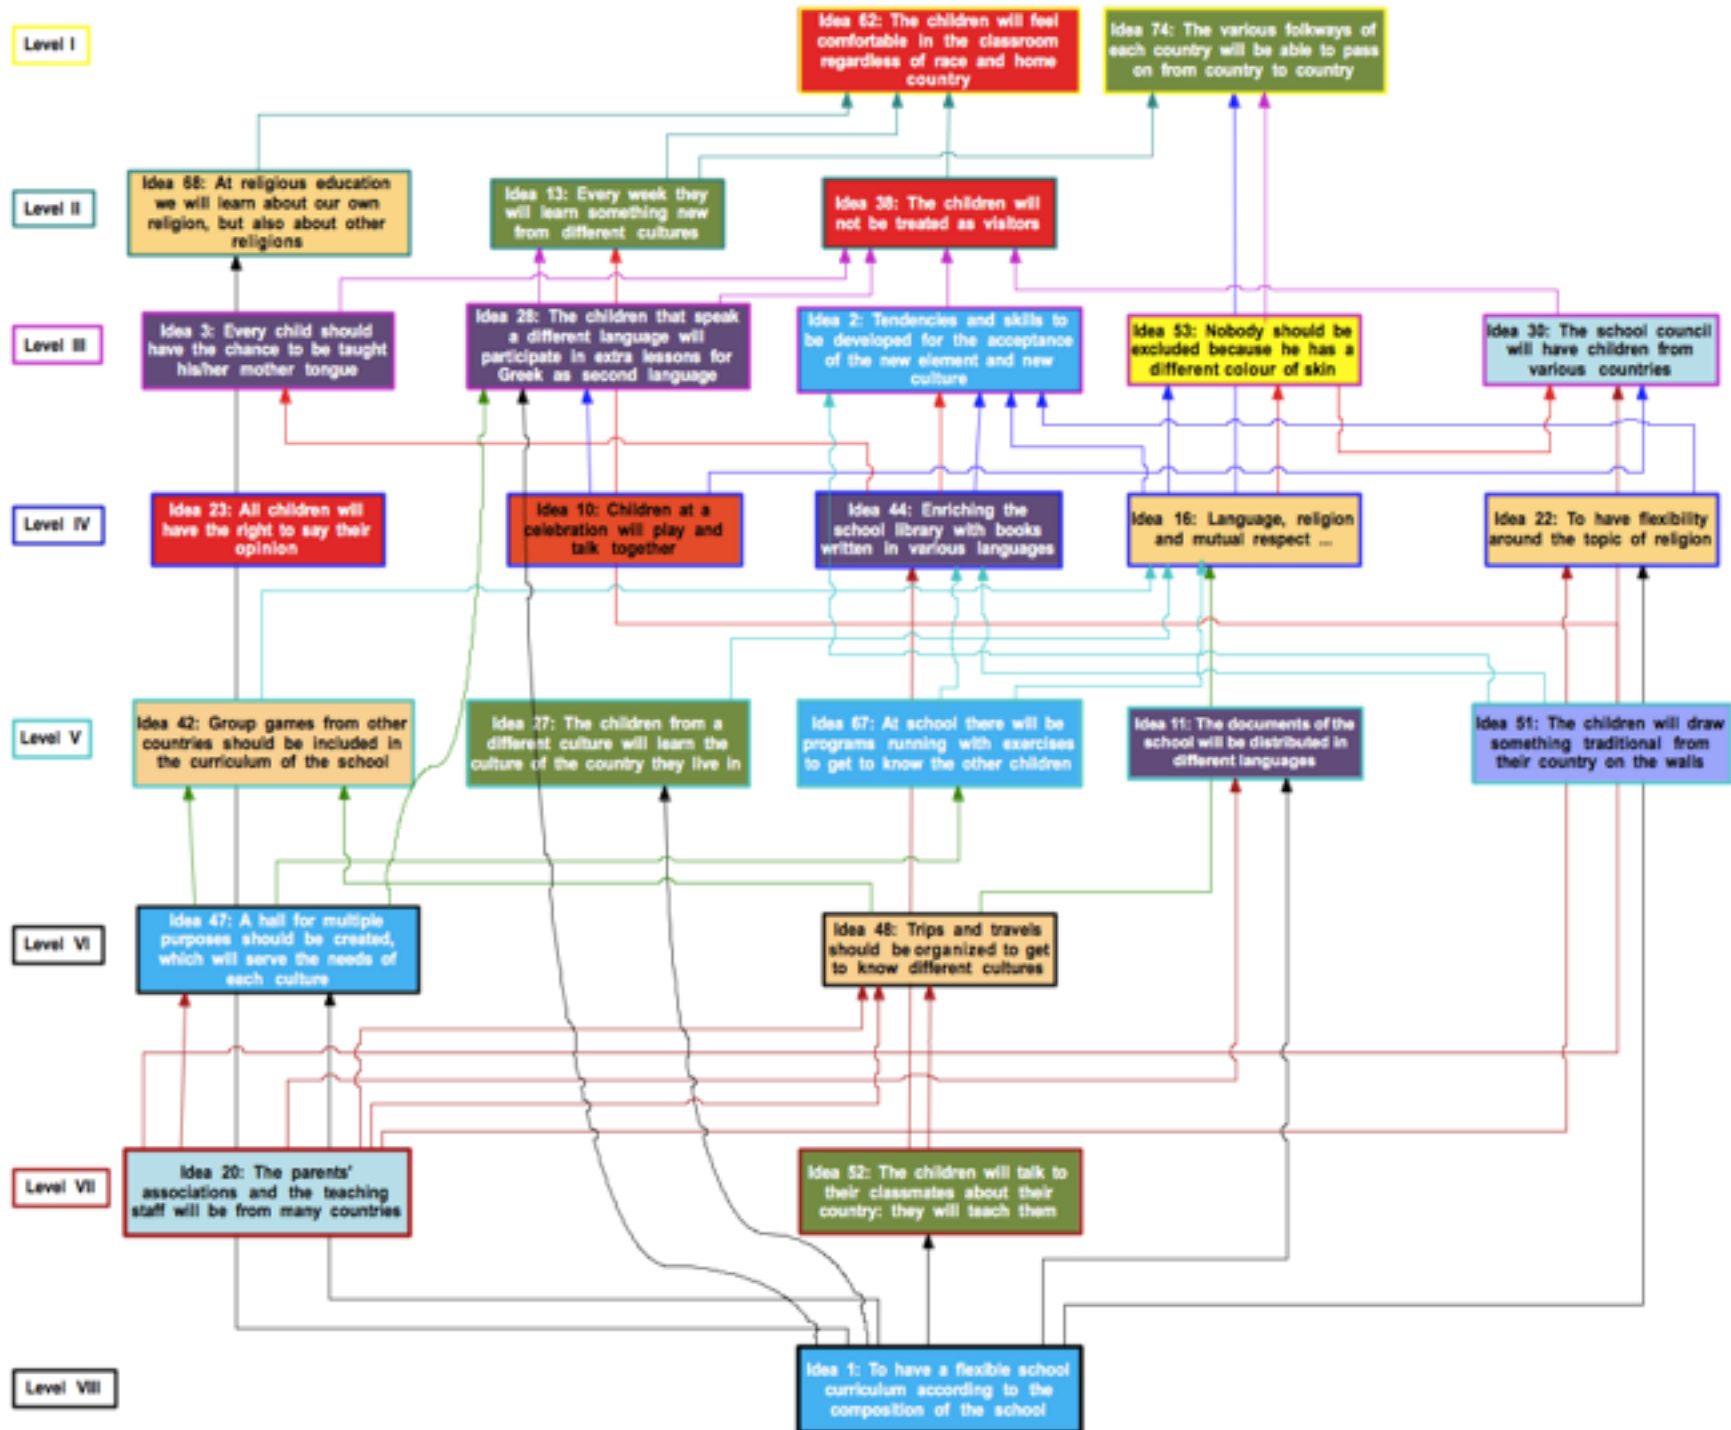 Level I
Idea 62: The children will feel
comfortable in the classroom
regardless of race and home
country
Idea 74: The various folkways of
each country will be able to pass
on from country to country
Level II
Idea 68: At religious education
we will learn about our own
religion, but also about other
religions
Idea 13: Every week they
will learn something new
from different cultures
Idea 38: The children will
not be treated as visitors
Level III
Idea 3: Every child should
have the chance to be taught
his/her mother tongue
Idea 28: The children that speak
a different language will
participate in extra lessons for
Greek as second language
Idea 2: Tendencies and skills to
be developed for the acceptance
of the new element and new
culture
Idea 53: Nobody should be
excluded because he has a
different colour of skin
Idea 30: The school council
will have children from
various countries
Level IV
Idea 23: All children will
have the right to say their
opinion
Idea 10: Children at a
celebration will play and
talk together
Idea 44: Enriching the
school library with books
written in various languages
Idea 16: Language, religion
and mutual respect ...
Idea 22: To have flexibility
around the topic of religion
Level V
Idea 42: Group games from other
countries should be included in
the curriculum of the school
Idea 27: The children from a
different culture will learn the
culture of the country they live in
Idea 67: At school there will be
programs running with exercises
to get to know the other children
Idea 11: The documents of the
school will be distributed in
different languages
Idea 51: The children will draw
something traditional from
their country on the walls
Level VI
Idea 47: A hall for multiple
purposes should be created,
which will serve the needs of
each culture
Idea 48: Trips and travels
should be organized to get
to know different cultures
Level VII
Idea 20: The parents'
associations and the teaching
staff will be from many countries
Idea 52: The children will talk to
their classmates about their
country: they will teach them
Level VIII
Idea 1: To have a flexible school
curriculum according to the
composition of the school